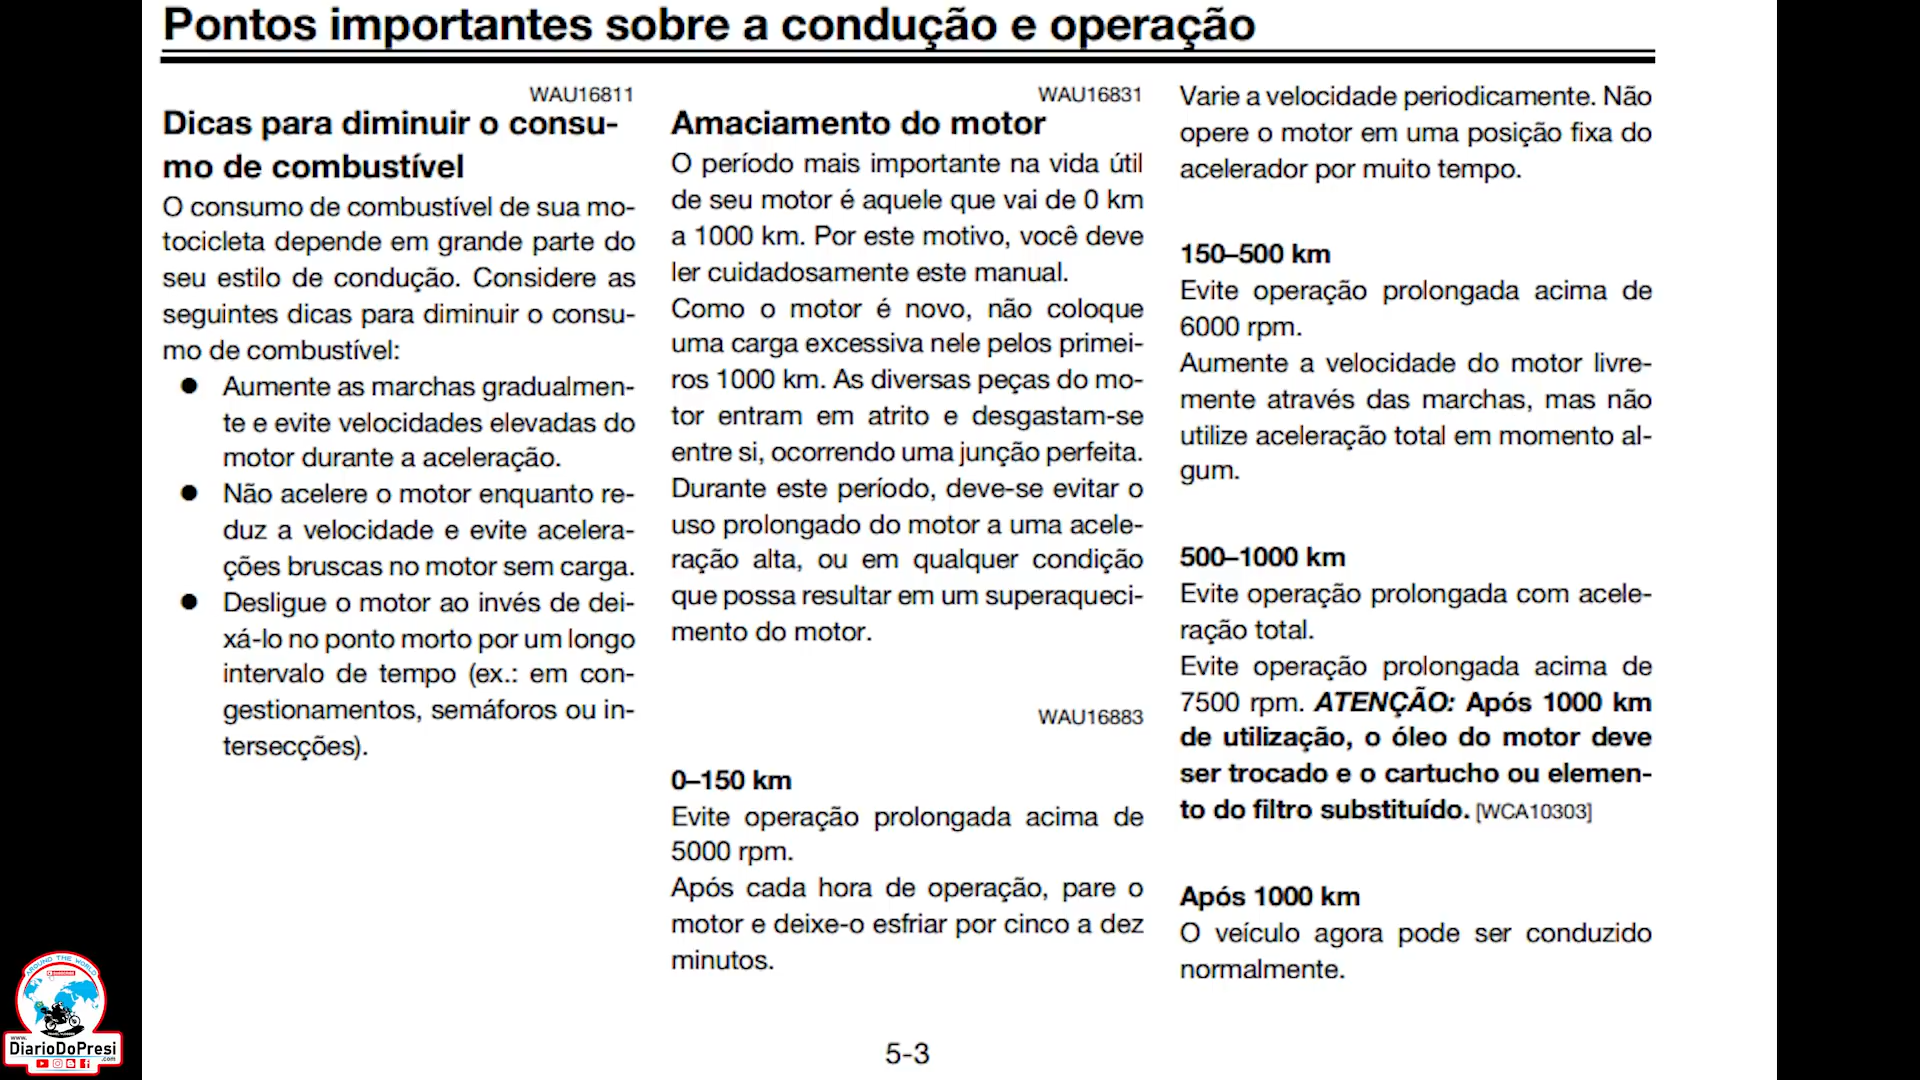 Pontos importantes sobre a condução e operação
WAU16811
Dicas para diminuir o consu-
mo de combustível
O consumo de combustível de sua mo-
tocicleta depende em grande parte do
seu estilo de condução. Considere as
seguintes dicas para diminuir o consu-
mo de combustível:
● Aumente as marchas gradualmen-
te e evite velocidades elevadas do
motor durante a aceleração.
● Não acelere o motor enquanto re-
duz a velocidade e evite acelera-
ções bruscas no motor sem carga.
● Desligue o motor ao invés de dei-
xá-lo no ponto morto por um longo
intervalo de tempo (ex.: em con-
gestionamentos, semáforos ou in-
tersecções).
WAU16831
Amaciamento do motor
O período mais importante na vida útil
de seu motor é aquele que vai de 0 km
a 1000 km. Por este motivo, você deve
ler cuidadosamente este manual.
Como o motor é novo, não coloque
uma carga excessiva nele pelos primei-
ros 1000 km. As diversas peças do mo-
tor entram em atrito e desgastam-se
entre si, ocorrendo uma junção perfeita.
Durante este período, deve-se evitar o
uso prolongado do motor a uma acele-
ração alta, ou em qualquer condição
que possa resultar em um superaqueci-
mento do motor.
WAU16883
0–150 km
Evite operação prolongada acima de
5000 rpm.
Após cada hora de operação, pare o
motor e deixe-o esfriar por cinco a dez
minutos.
Varie a velocidade periodicamente. Não
opere o motor em uma posição fixa do
acelerador por muito tempo.
150–500 km
Evite operação prolongada acima de
6000 rpm.
Aumente a velocidade do motor livre-
mente através das marchas, mas não
utilize aceleração total em momento al-
gum.
500–1000 km
Evite operação prolongada com acele-
ração total.
Evite operação prolongada acima de
7500 rpm. ATENÇÃO: Após 1000 km
de utilização, o óleo do motor deve
ser trocado e o cartucho ou elemen-
to do filtro substituído. [WCA10303]
Após 1000 km
O veículo agora pode ser conduzido
normalmente.
5-3
AROUND THE WORLD
www.
DiarioDoPresi
.com